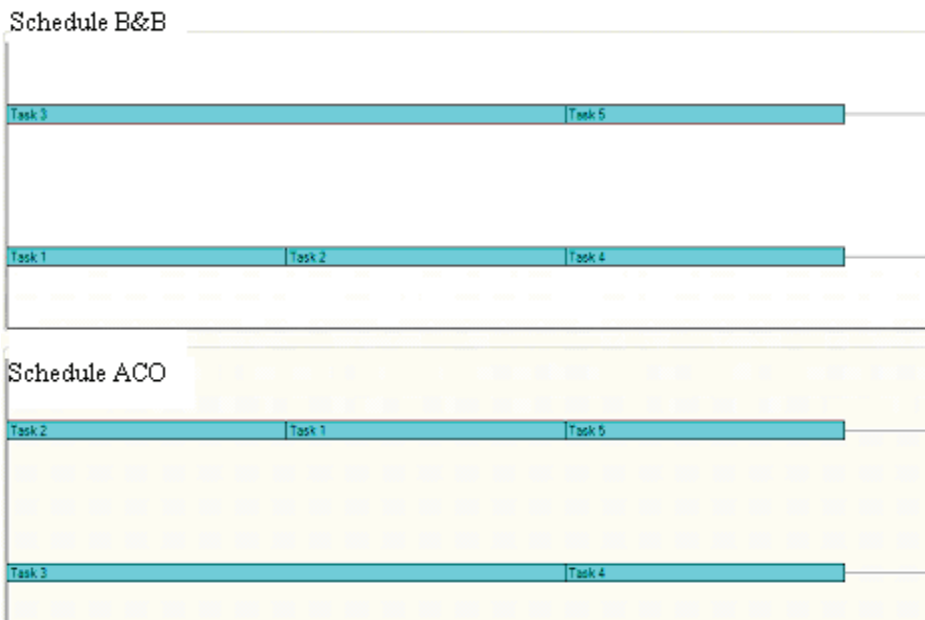 Schedule B&B
Task 3 Task 5
Task 1 Task 2 Task 4
Schedule ACO
Task 2 Task 1 Task 5
Task 3 Task 4